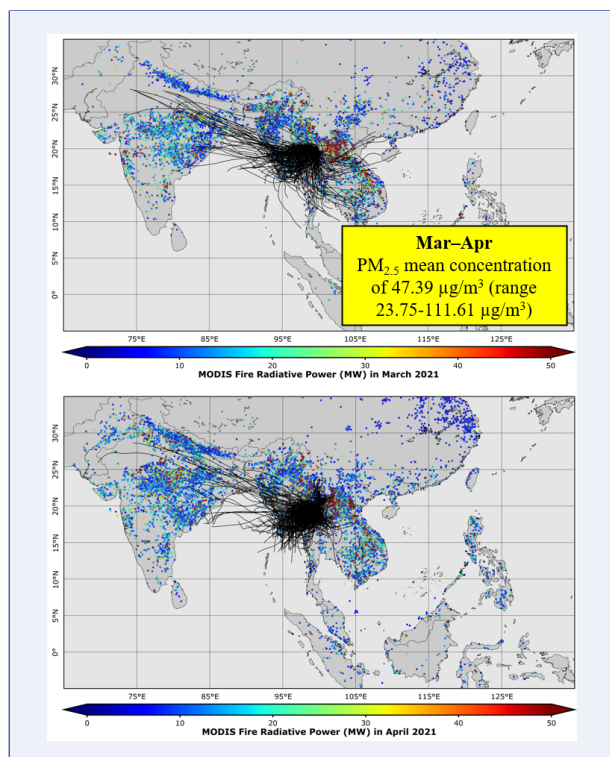 30°N
25°N
20°N
15°N
10°N
5°N
0°
Mar–Apr
PM2.5 mean concentration
of 47.39 µg/m³ (range
23.75-111.61 µg/m³)
75°E 85°E 95°E 105°E 115°E 125°E
0 10 20 30 40 50
MODIS Fire Radiative Power (MW) in March 2021
30°N
25°N
20°N
15°N
10°N
5°N
0°
75°E 85°E 95°E 105°E 115°E 125°E
0 10 20 30 40 50
MODIS Fire Radiative Power (MW) in April 2021